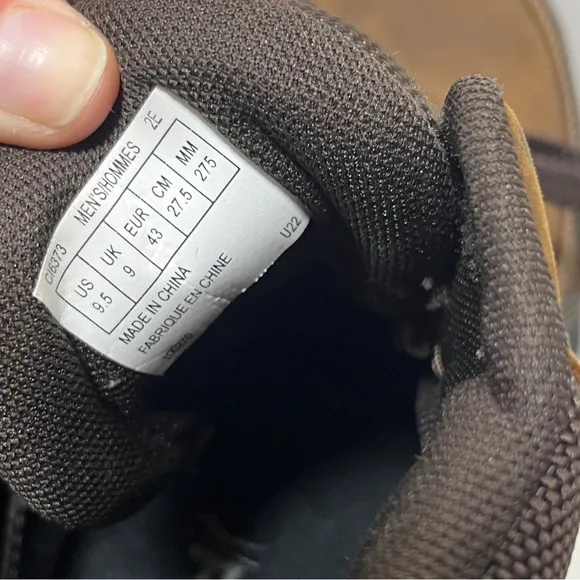 CI6373 MEN'S/HOMMES 2E
US UK EUR CM MM
9.5 9 43 27.5 275
MADE IN CHINA U22
FABRIQUE EN CHINE